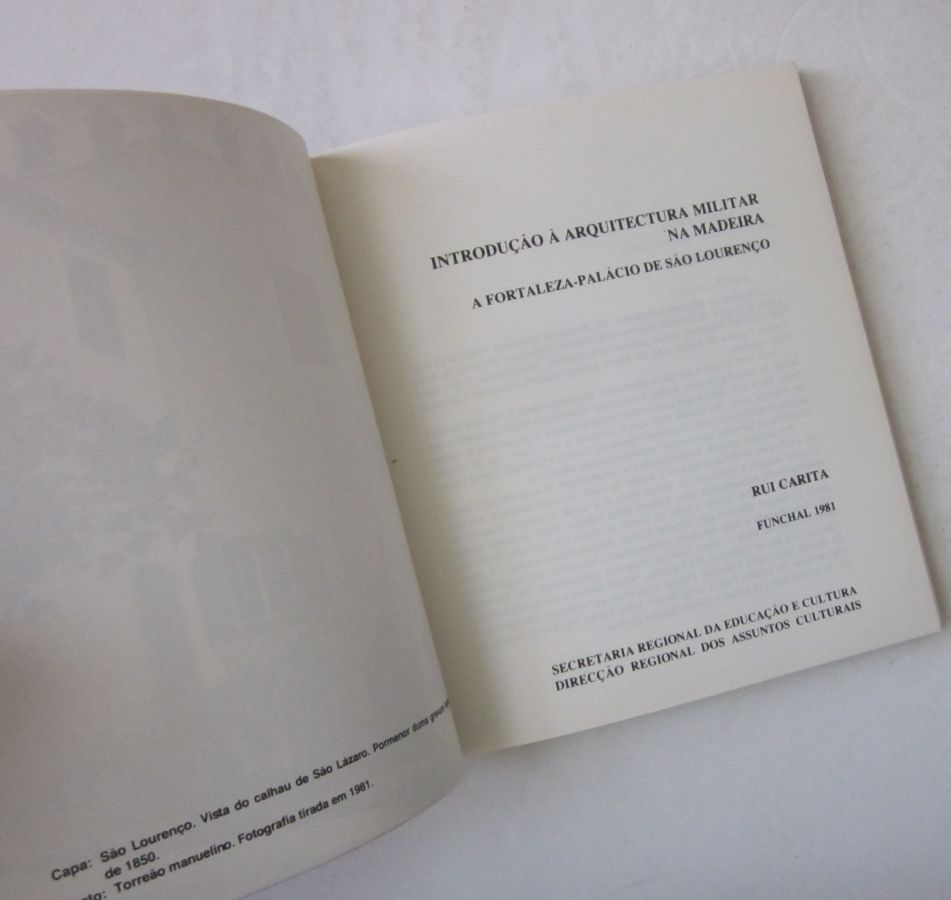 Capa: São Lourenço. Vista do calhau de São Lázaro. Pormenor duma
de 1850.
Torreão manuelino. Fotografia tirada em 1981.
INTRODUÇÃO À ARQUITECTURA MILITAR
NA MADEIRA
A FORTALEZA-PALÁCIO DE SÃO LOURENÇO
RUI CARITA
FUNCHAL 1981
SECRETARIA REGIONAL DA EDUCAÇÃO E CULTURA
DIRECÇÃO REGIONAL DOS ASSUNTOS CULTURAIS